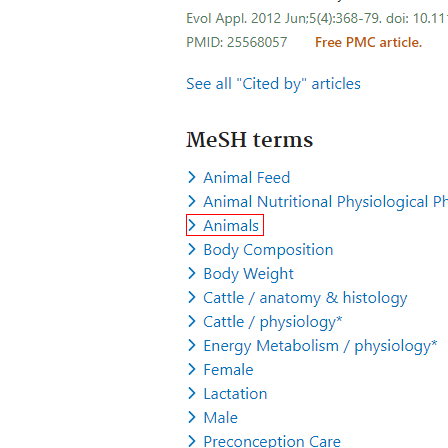 Evol Appl. 2012 Jun;5(4):368-79. doi: 10.11
PMID: 25568057 Free PMC article.
See all "Cited by" articles
MeSH terms
Animal Feed
Animal Nutritional Physiological Ph
Animals
Body Composition
Body Weight
Cattle / anatomy & histology
Cattle / physiology*
Energy Metabolism / physiology*
Female
Lactation
Male
Preconception Care